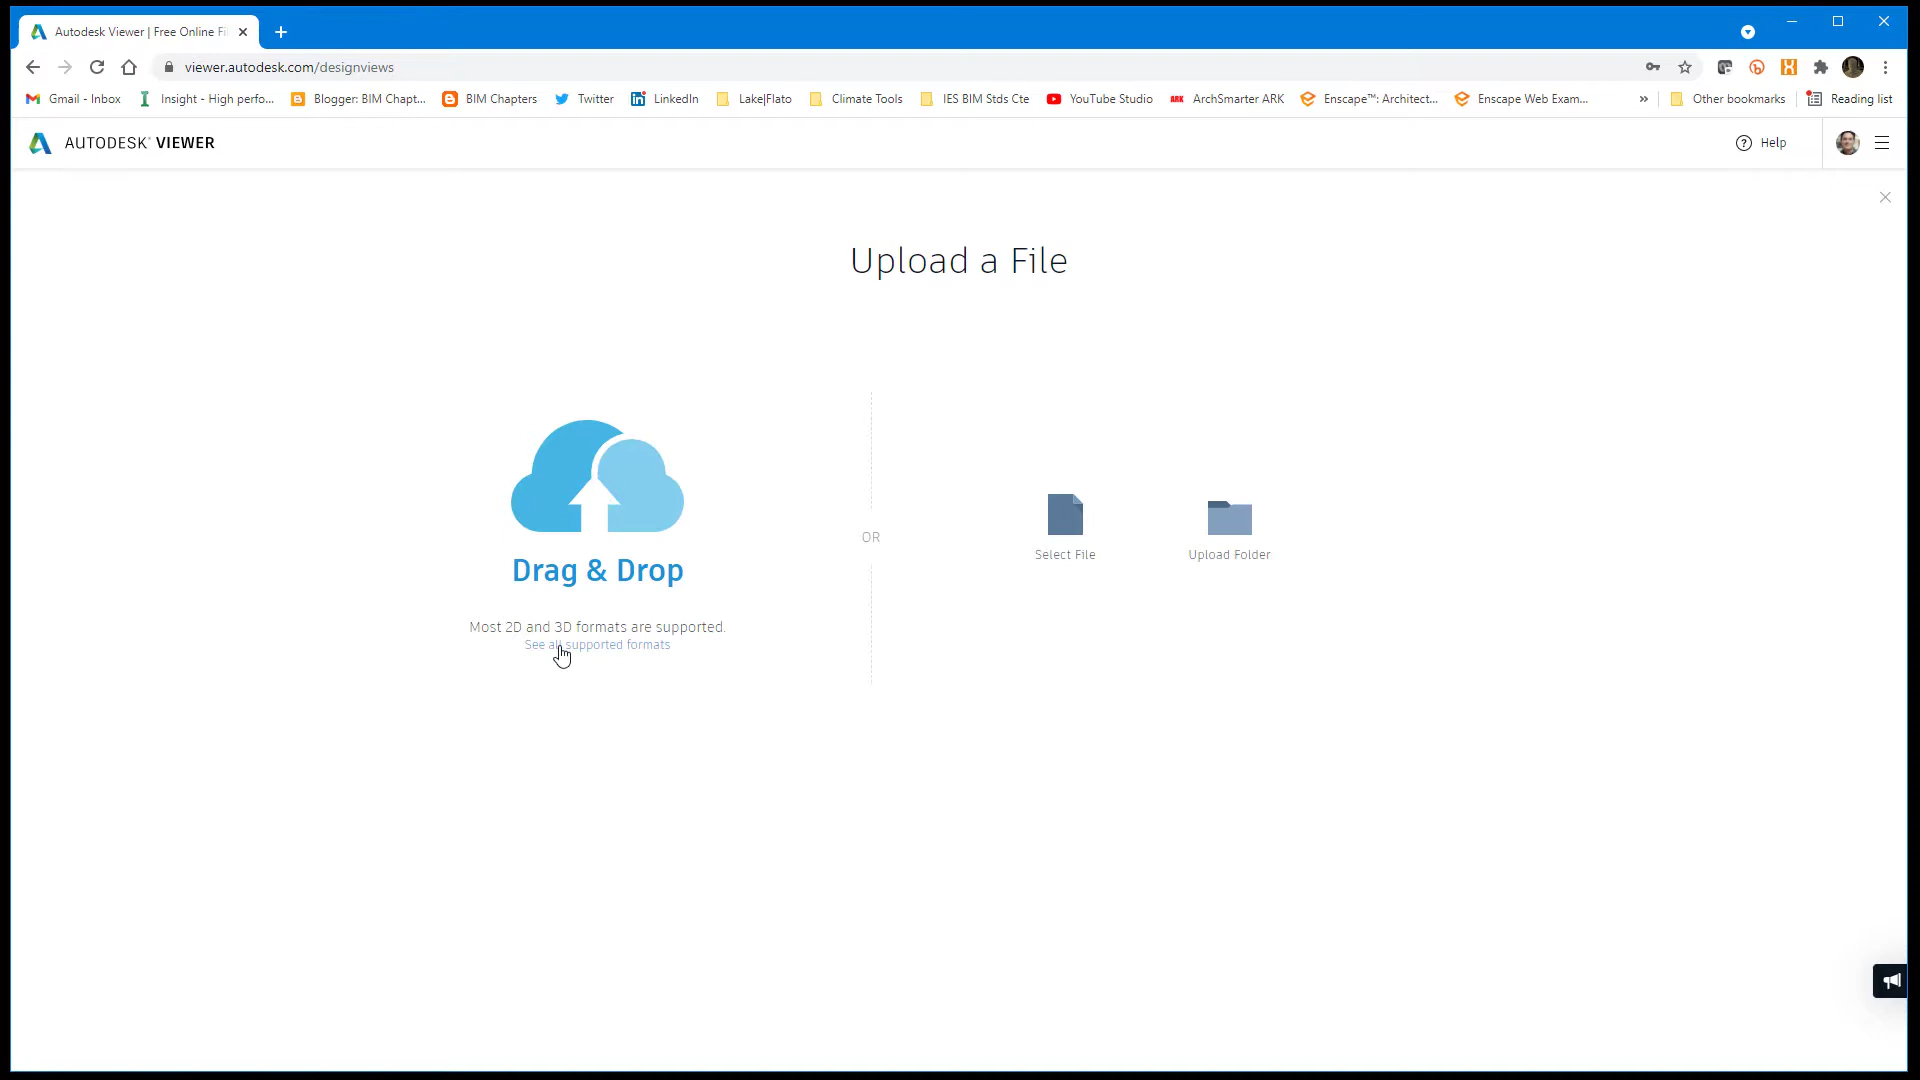 Autodesk Viewer | Free Online Fi
viewer.autodesk.com/designviews
Gmail - Inbox
Insight - High perfo...
Blogger: BIM Chapt...
BIM Chapters
Twitter
LinkedIn
Lake|Flato
Climate Tools
IES BIM Stds Cte
YouTube Studio
ARK ArchSmarter ARK
Enscape™: Architect...
Enscape Web Exam...
»
Other bookmarks
Reading list
AUTODESK® VIEWER
? Help
Upload a File
Drag & Drop
Most 2D and 3D formats are supported.
See all supported formats
OR
Select File
Upload Folder